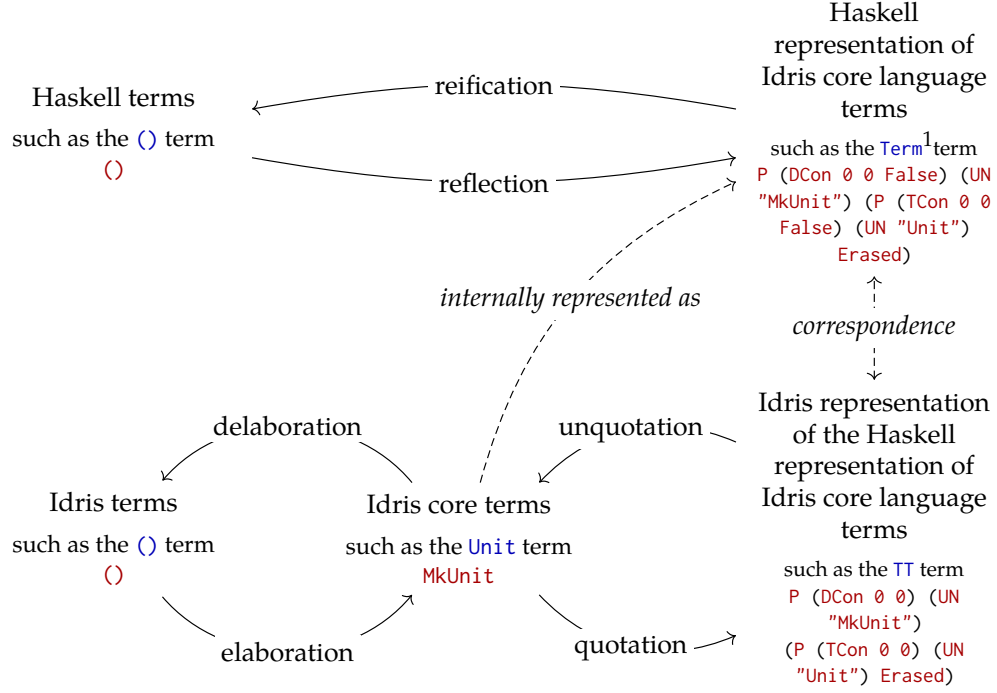 Haskell
representation of
Idris core language
terms
such as the Term¹term
P (DCon 0 0 False) (UN
"MkUnit") (P (TCon 0 0
False) (UN "Unit")
Erased)
reification
Haskell terms
such as the () term
()
reflection
internally represented as
correspondence
Idris representation
of the Haskell
representation of
Idris core language
terms
such as the TT term
P (DCon 0 0) (UN
"MkUnit")
(P (TCon 0 0) (UN
"Unit") Erased)
delaboration
unquotation
Idris terms
such as the () term
()
Idris core terms
such as the Unit term
MkUnit
elaboration
quotation